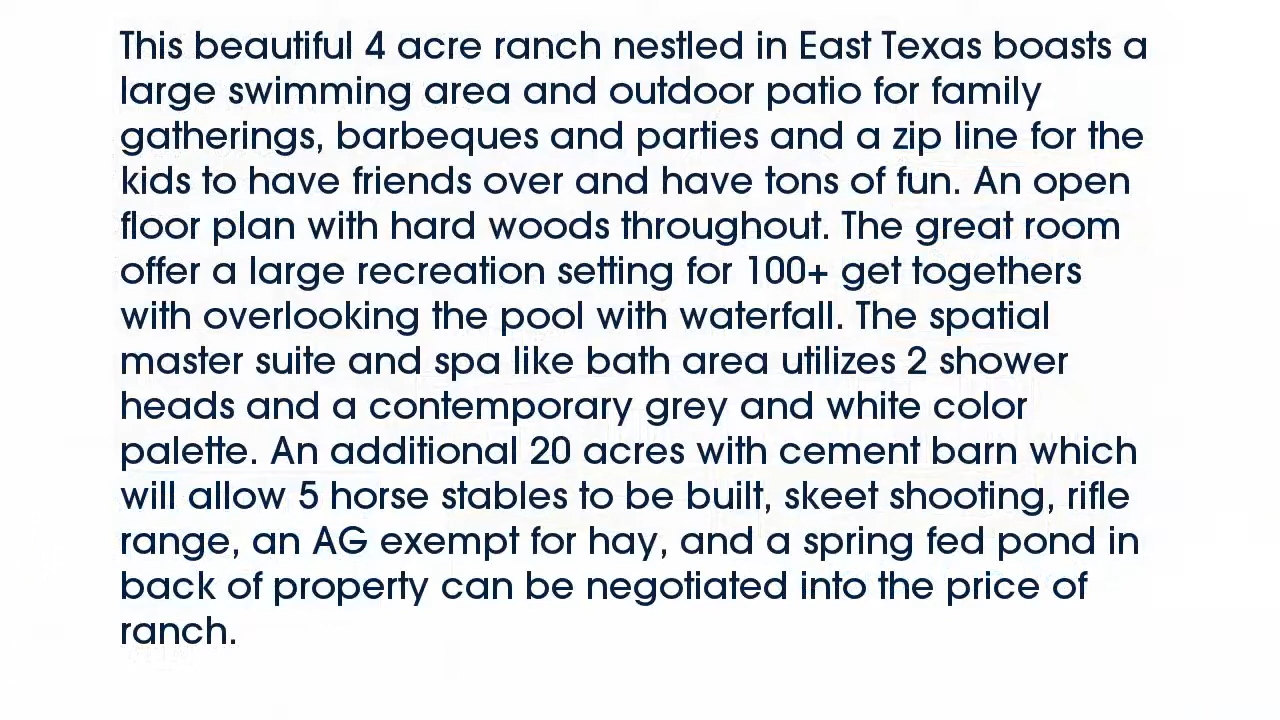 This beautiful 4 acre ranch nestled in East Texas boasts a
large swimming area and outdoor patio for family
gatherings, barbeques and parties and a zip line for the
kids to have friends over and have tons of fun. An open
floor plan with hard woods throughout. The great room
offer a large recreation setting for 100+ get togethers
with overlooking the pool with waterfall. The spatial
master suite and spa like bath area utilizes 2 shower
heads and a contemporary grey and white color
palette. An additional 20 acres with cement barn which
will allow 5 horse stables to be built, skeet shooting, rifle
range, an AG exempt for hay, and a spring fed pond in
back of property can be negotiated into the price of
ranch.